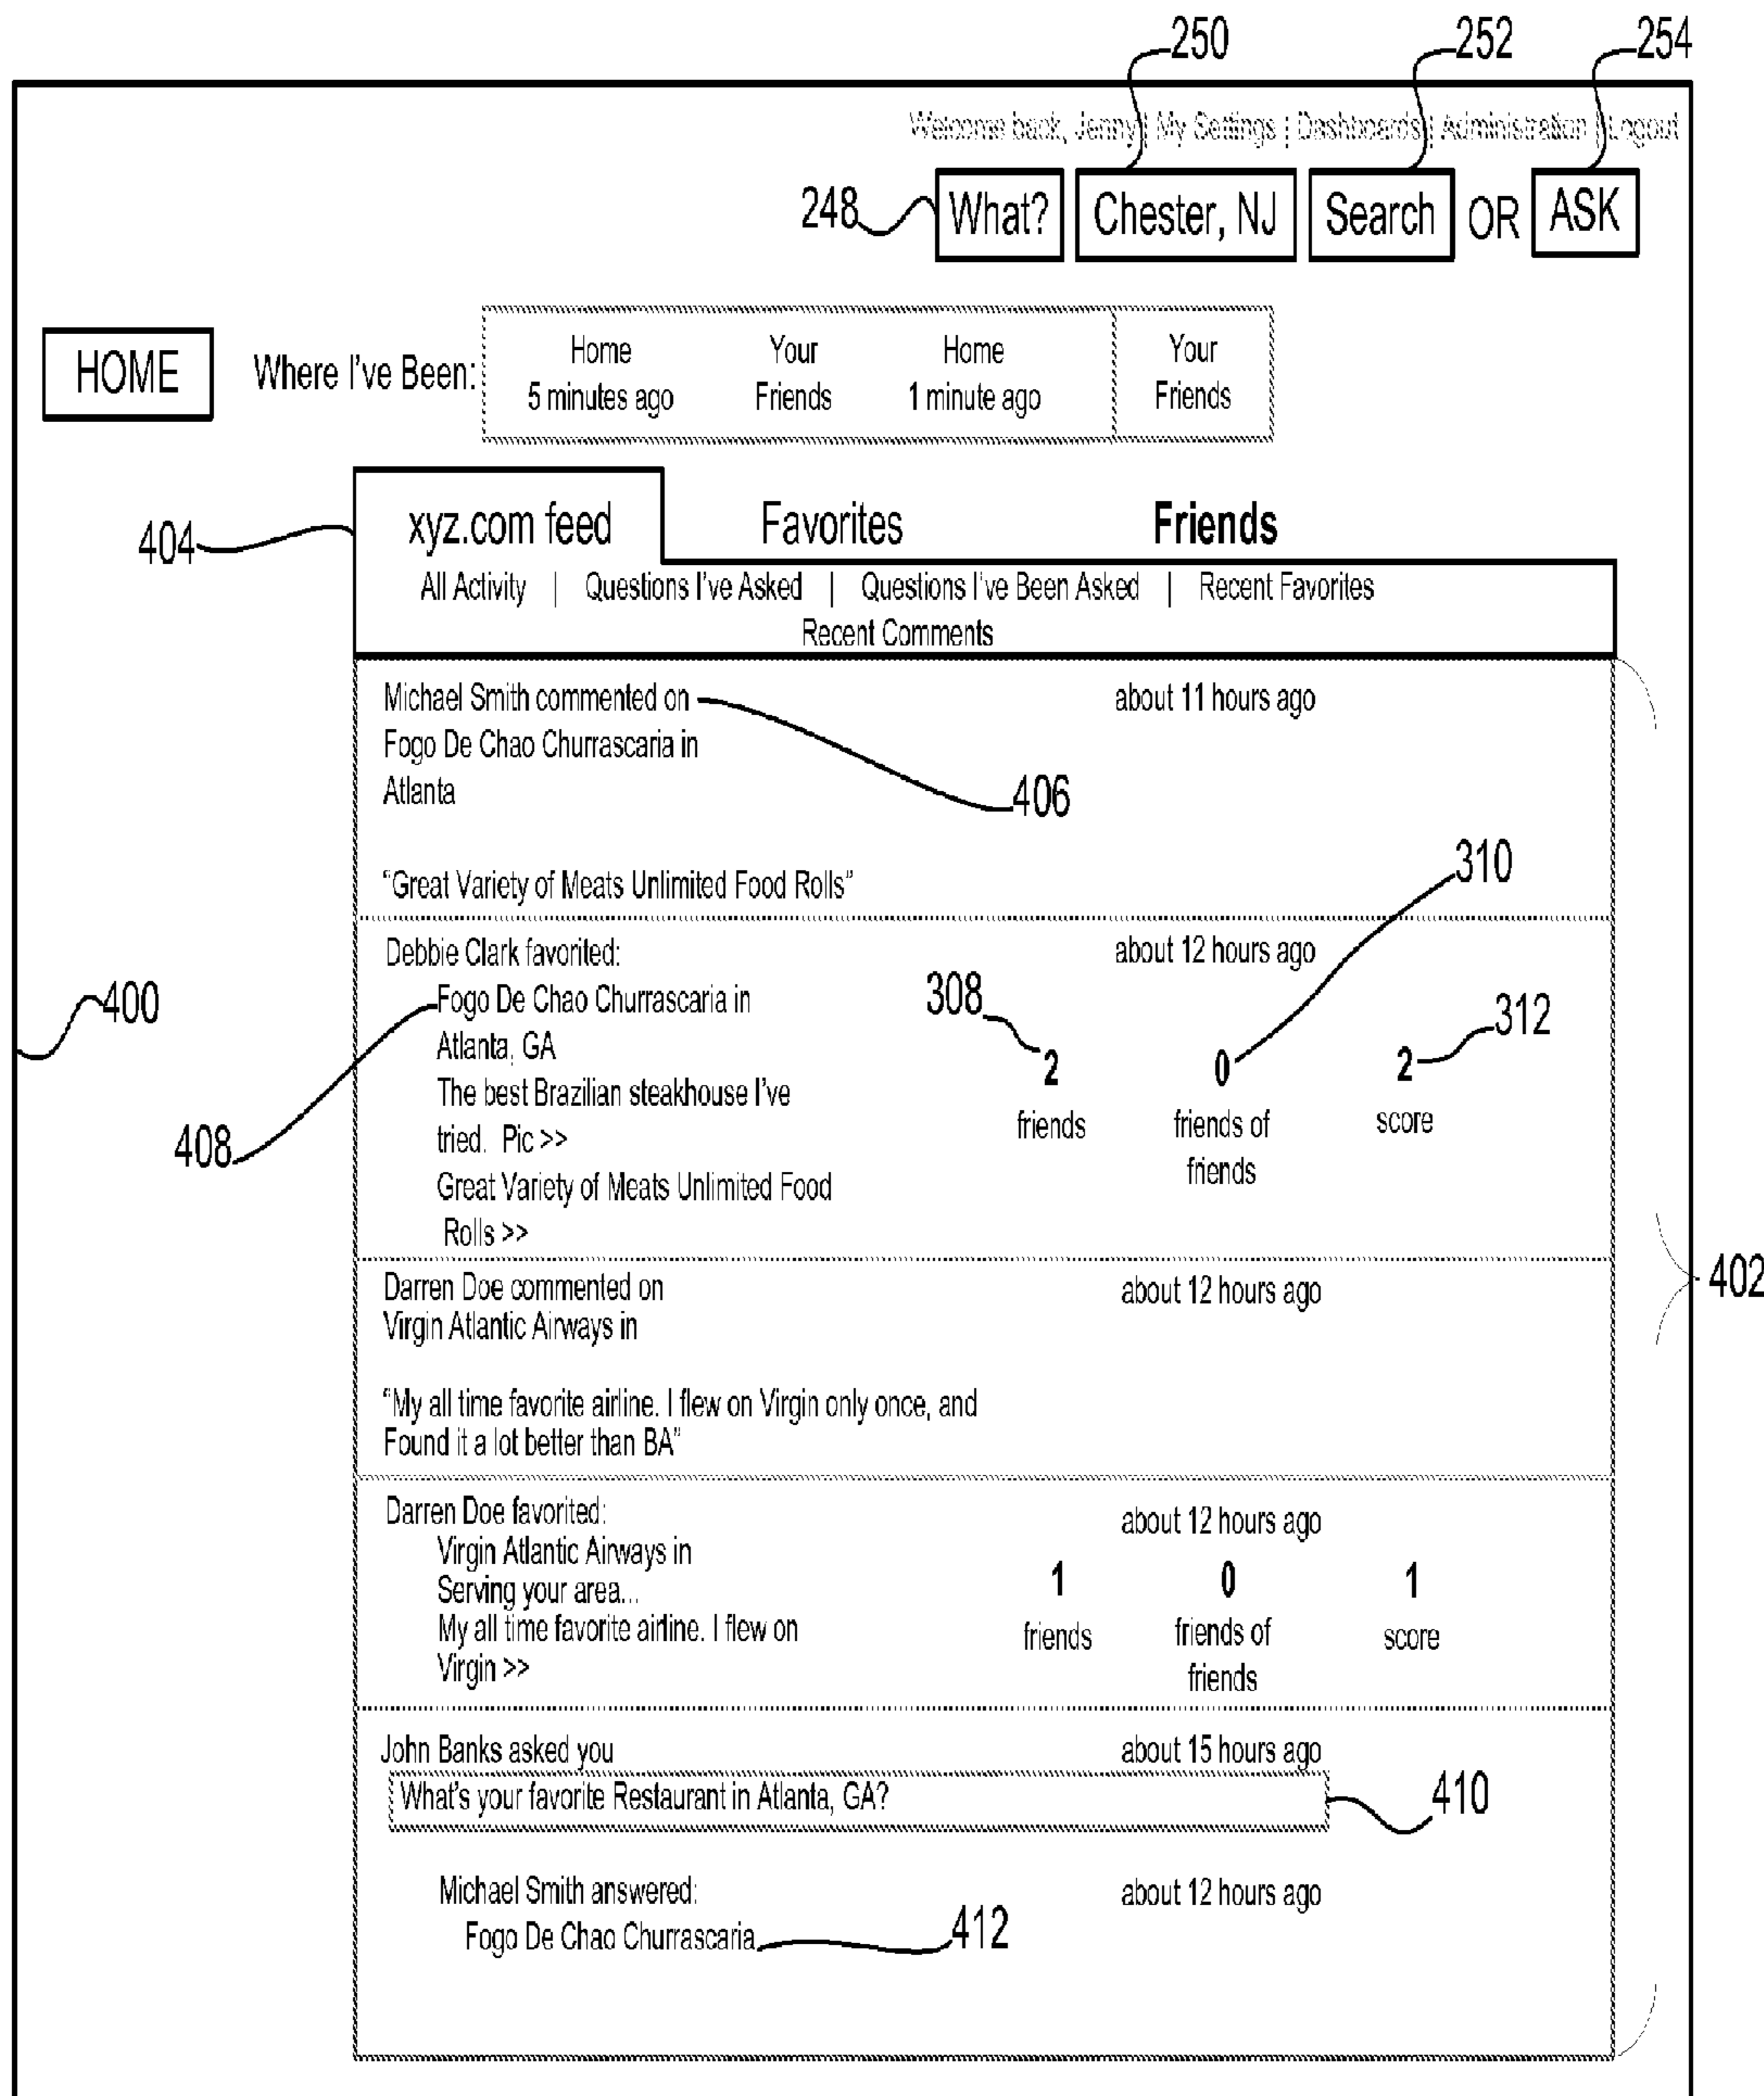 250 252 254
Welcome back, Jenny | My Settings | Dashboards | Administration | Logout
248 What? Chester, NJ Search OR ASK
HOME Where I've Been:
Home Your Home Your
5 minutes ago Friends 1 minute ago Friends
404 xyz.com feed Favorites Friends
All Activity | Questions I've Asked | Questions I've Been Asked | Recent Favorites
Recent Comments
Michael Smith commented on about 11 hours ago
Fogo De Chao Churrascaria in
Atlanta 406
310
"Great Variety of Meats Unlimited Food Rolls"
Debbie Clark favorited: about 12 hours ago
400 Fogo De Chao Churrascaria in 308 312
Atlanta, GA 2 0 2
The best Brazilian steakhouse I've friends friends of score
408 tried. Pic >> friends
Great Variety of Meats Unlimited Food
Rolls >>
402
Darren Doe commented on about 12 hours ago
Virgin Atlantic Airways in
"My all time favorite airline. I flew on Virgin only once, and
Found it a lot better than BA"
Darren Doe favorited: about 12 hours ago
Virgin Atlantic Airways in
Serving your area... 1 0 1
My all time favorite airline. I flew on friends friends of score
Virgin >> friends
John Banks asked you about 15 hours ago
What's your favorite Restaurant in Atlanta, GA? 410
Michael Smith answered: about 12 hours ago
Fogo De Chao Churrascaria 412